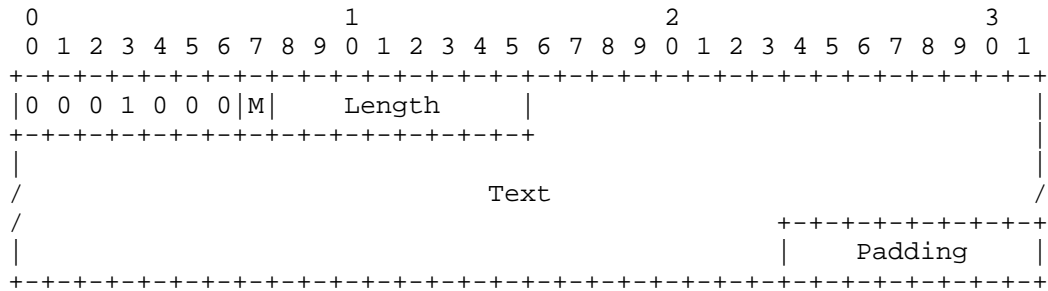 0                   1                   2                   3
 0 1 2 3 4 5 6 7 8 9 0 1 2 3 4 5 6 7 8 9 0 1 2 3 4 5 6 7 8 9 0 1
+-+-+-+-+-+-+-+-+-+-+-+-+-+-+-+-+-+-+-+-+-+-+-+-+-+-+-+-+-+-+-+-+
|0 0 0 1 0 0 0|M|    Length     |                               |
+-+-+-+-+-+-+-+-+-+-+-+-+-+-+-+-+                               |
|                                                               |
/                             Text                              /
/                                               +-+-+-+-+-+-+-+-+
|                                               |    Padding    |
+-+-+-+-+-+-+-+-+-+-+-+-+-+-+-+-+-+-+-+-+-+-+-+-+-+-+-+-+-+-+-+-+